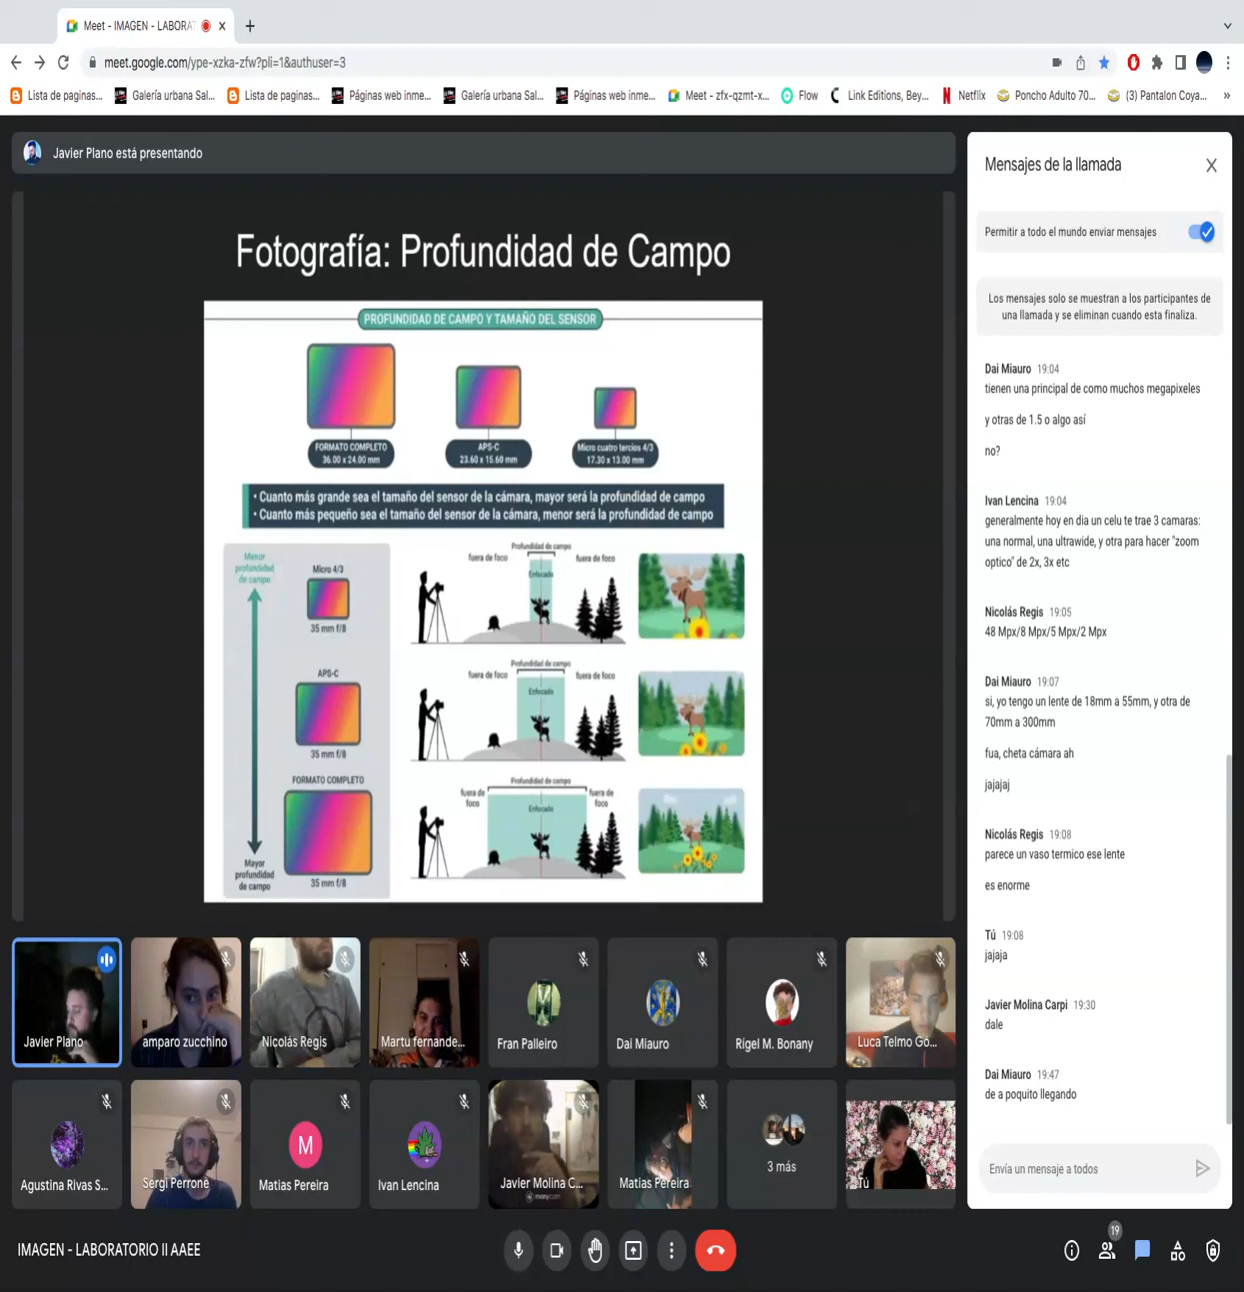 Meet - IMAGEN - LABORAT
meet.google.com/ype-xzka-zfw?pli=1&authuser=3
Lista de paginas...
Galería urbana Sal...
Lista de paginas...
Páginas web inme...
Galería urbana Sal...
Páginas web inme...
Meet - zfx-qzmt-x...
Flow
Link Editions, Bey...
Netflix
Poncho Adulto 70...
(3) Pantalon Coya...
»
Javier Plano está presentando
Fotografía: Profundidad de Campo
PROFUNDIDAD DE CAMPO Y TAMAÑO DEL SENSOR
FORMATO COMPLETO
36.00 x 24.00 mm
APS-C
23.60 x 15.60 mm
Micro cuatro tercios 4/3
17.30 x 13.00 mm
• Cuanto más grande sea el tamaño del sensor de la cámara, mayor será la profundidad de campo
• Cuanto más pequeño sea el tamaño del sensor de la cámara, menor será la profundidad de campo
Menor
profundidad
de campo
Micro 4/3
35 mm f/8
Profundidad de campo
fuera de foco
Enfocado
fuera de foco
APS-C
35 mm f/8
Profundidad de campo
fuera de foco
Enfocado
fuera de foco
FORMATO COMPLETO
35 mm f/8
Mayor
profundidad
de campo
Profundidad de campo
fuera de
foco
Enfocado
fuera de
foco
Mensajes de la llamada
Permitir a todo el mundo enviar mensajes
Los mensajes solo se muestran a los participantes de
una llamada y se eliminan cuando esta finaliza.
Dai Miauro 19:04
tienen una principal de como muchos megapixeles
y otras de 1.5 o algo así
no?
Ivan Lencina 19:04
generalmente hoy en dia un celu te trae 3 camaras:
una normal, una ultrawide, y otra para hacer "zoom
optico" de 2x, 3x etc
Nicolás Regis 19:05
48 Mpx/8 Mpx/5 Mpx/2 Mpx
Dai Miauro 19:07
si, yo tengo un lente de 18mm a 55mm, y otra de
70mm a 300mm
fua, cheta cámara ah
jajajaj
Nicolás Regis 19:08
parece un vaso termico ese lente
es enorme
Tú 19:08
jajaja
Javier Molina Carpi 19:30
dale
Dai Miauro 19:47
de a poquito llegando
Envía un mensaje a todos
Javier Plano
amparo zucchino
Nicolás Regis
Martu fernande...
Fran Palleiro
Dai Miauro
Rigel M. Bonany
Luca Telmo Go...
Agustina Rivas S...
Sergi Perrone
M
Matias Pereira
Ivan Lencina
Javier Molina C...
manycam
Matias Pereira
3 más
Tú
IMAGEN - LABORATORIO II AAEE
19